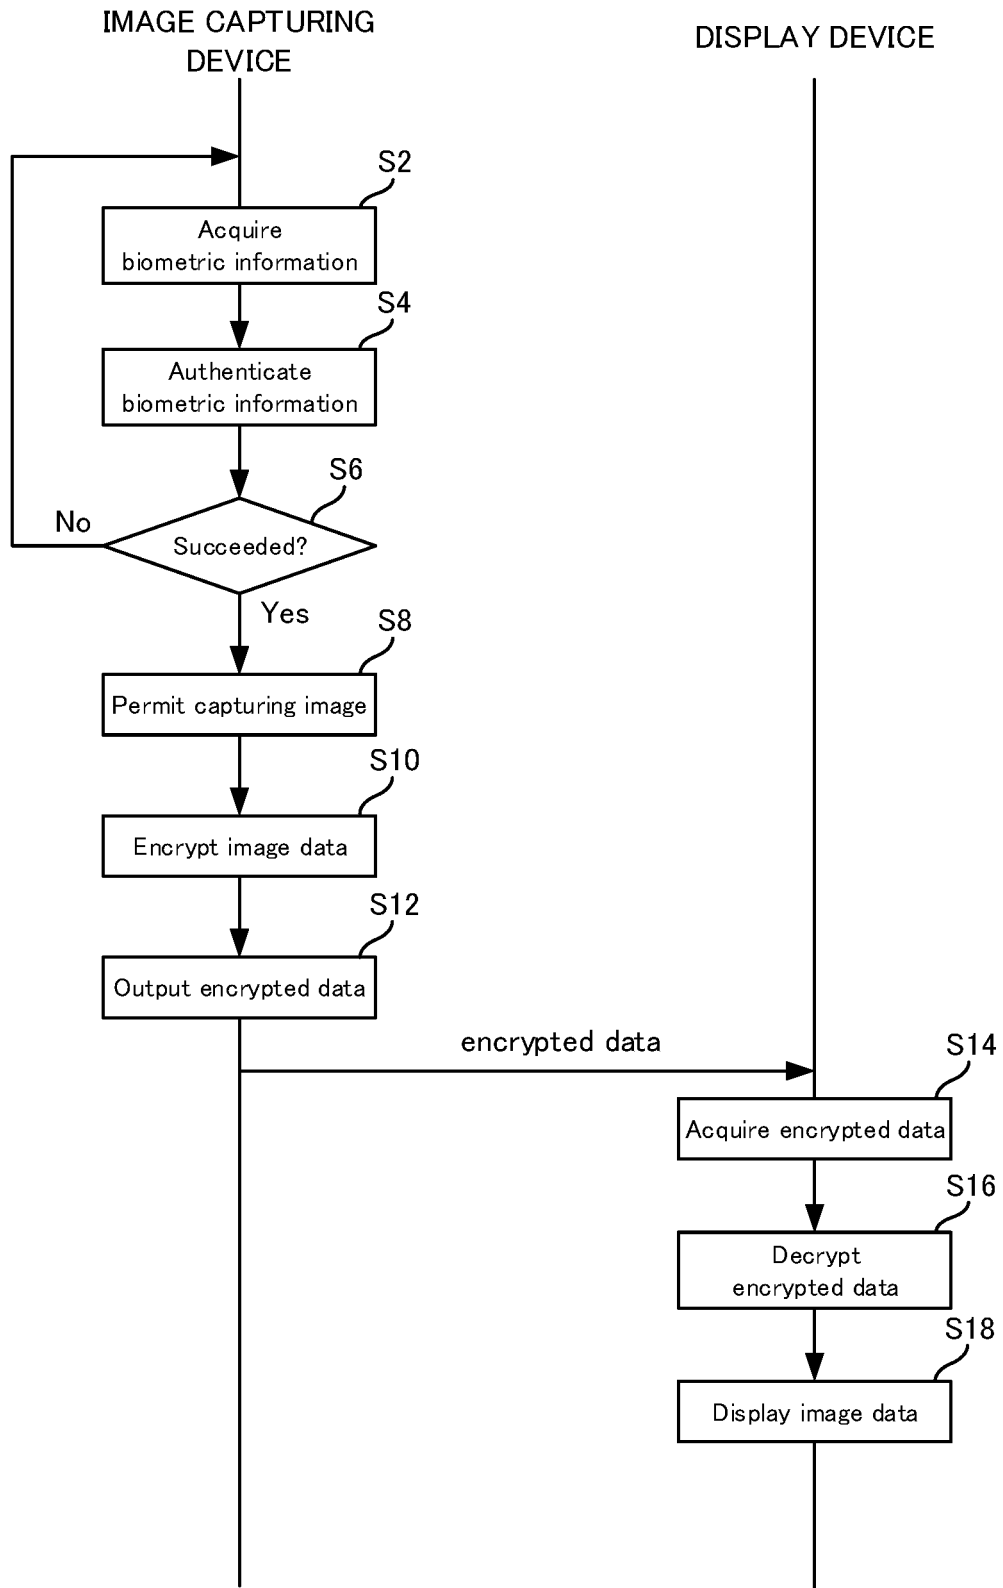 IMAGE CAPTURING
DEVICE
DISPLAY DEVICE
S2
Acquire
biometric information
S4
Authenticate
biometric information
S6
No
Succeeded?
Yes
S8
Permit capturing image
S10
Encrypt image data
S12
Output encrypted data
encrypted data
S14
Acquire encrypted data
S16
Decrypt
encrypted data
S18
Display image data